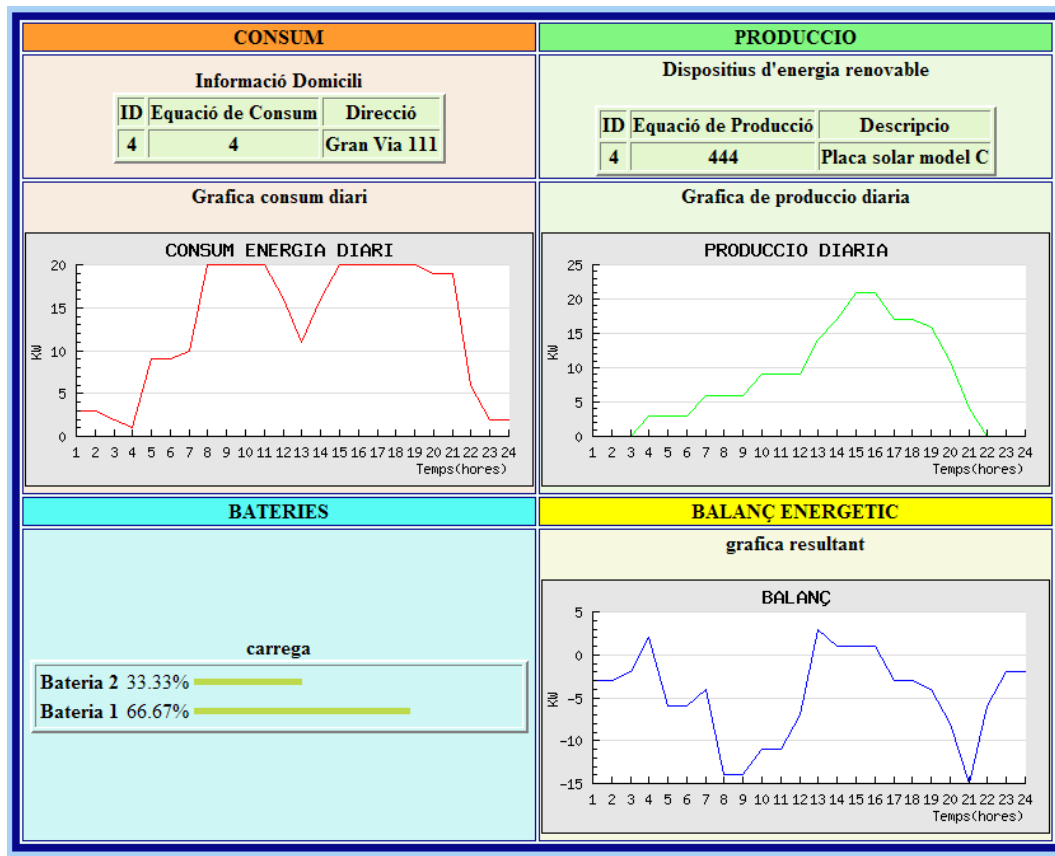 CONSUM
Informació Domicili
ID Equació de Consum Direcció
4 4 Gran Via 111
PRODUCCIO
Dispositius d'energia renovable
ID Equació de Producció Descripcio
4 444 Placa solar model C
Grafica consum diari
CONSUM ENERGIA DIARI
20
15
10
5
0
KW
1 2 3 4 5 6 7 8 9 10 11 12 13 14 15 16 17 18 19 20 21 22 23 24
Temps(hores)
Grafica de produccio diaria
PRODUCCIO DIARIA
25
20
15
10
5
0
KW
1 2 3 4 5 6 7 8 9 10 11 12 13 14 15 16 17 18 19 20 21 22 23 24
Temps(hores)
BATERIES
carrega
Bateria 2 33.33%
Bateria 1 66.67%
BALANÇ ENERGETIC
grafica resultant
BALANÇ
5
0
-5
-10
-15
KW
1 2 3 4 5 6 7 8 9 10 11 12 13 14 15 16 17 18 19 20 21 22 23 24
Temps(hores)